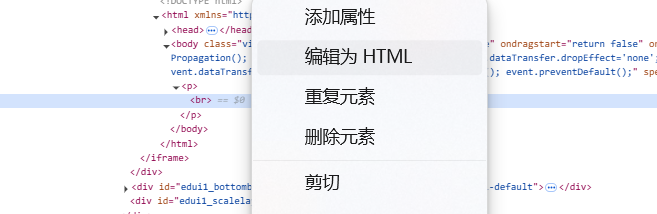 <!DOCTYPE html>
<html xmlns="http 添加属性
<head>…</head>
<body class="vi e" ondragstart="return false" on
编辑为 HTML
Propagation(); dataTransfer.dropEffect='none';
vent.dataTransf ); event.preventDefault();" spe
<p>
重复元素
<br> == $0
</p>
删除元素
</body>
</html>
</iframe>
</div>
剪切
<div id="edui1_bottomb -default">…</div>
<div id="edui1_scalela
</div>